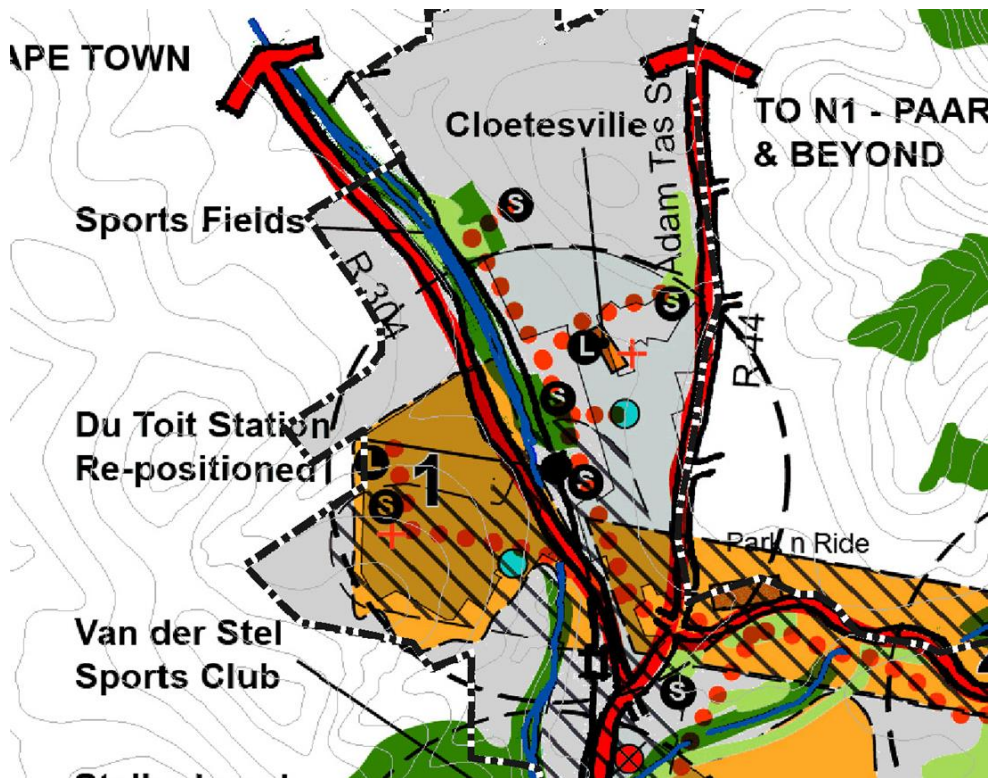 APE TOWN
TO N1 - PAAR
& BEYOND
Cloetesville
Adam Tas S
Sports Fields
R 304
R 44
S
S
L
S
S
Du Toit Station
Re-positioned
L
1
S
Park n Ride
Van der Stel
Sports Club
S